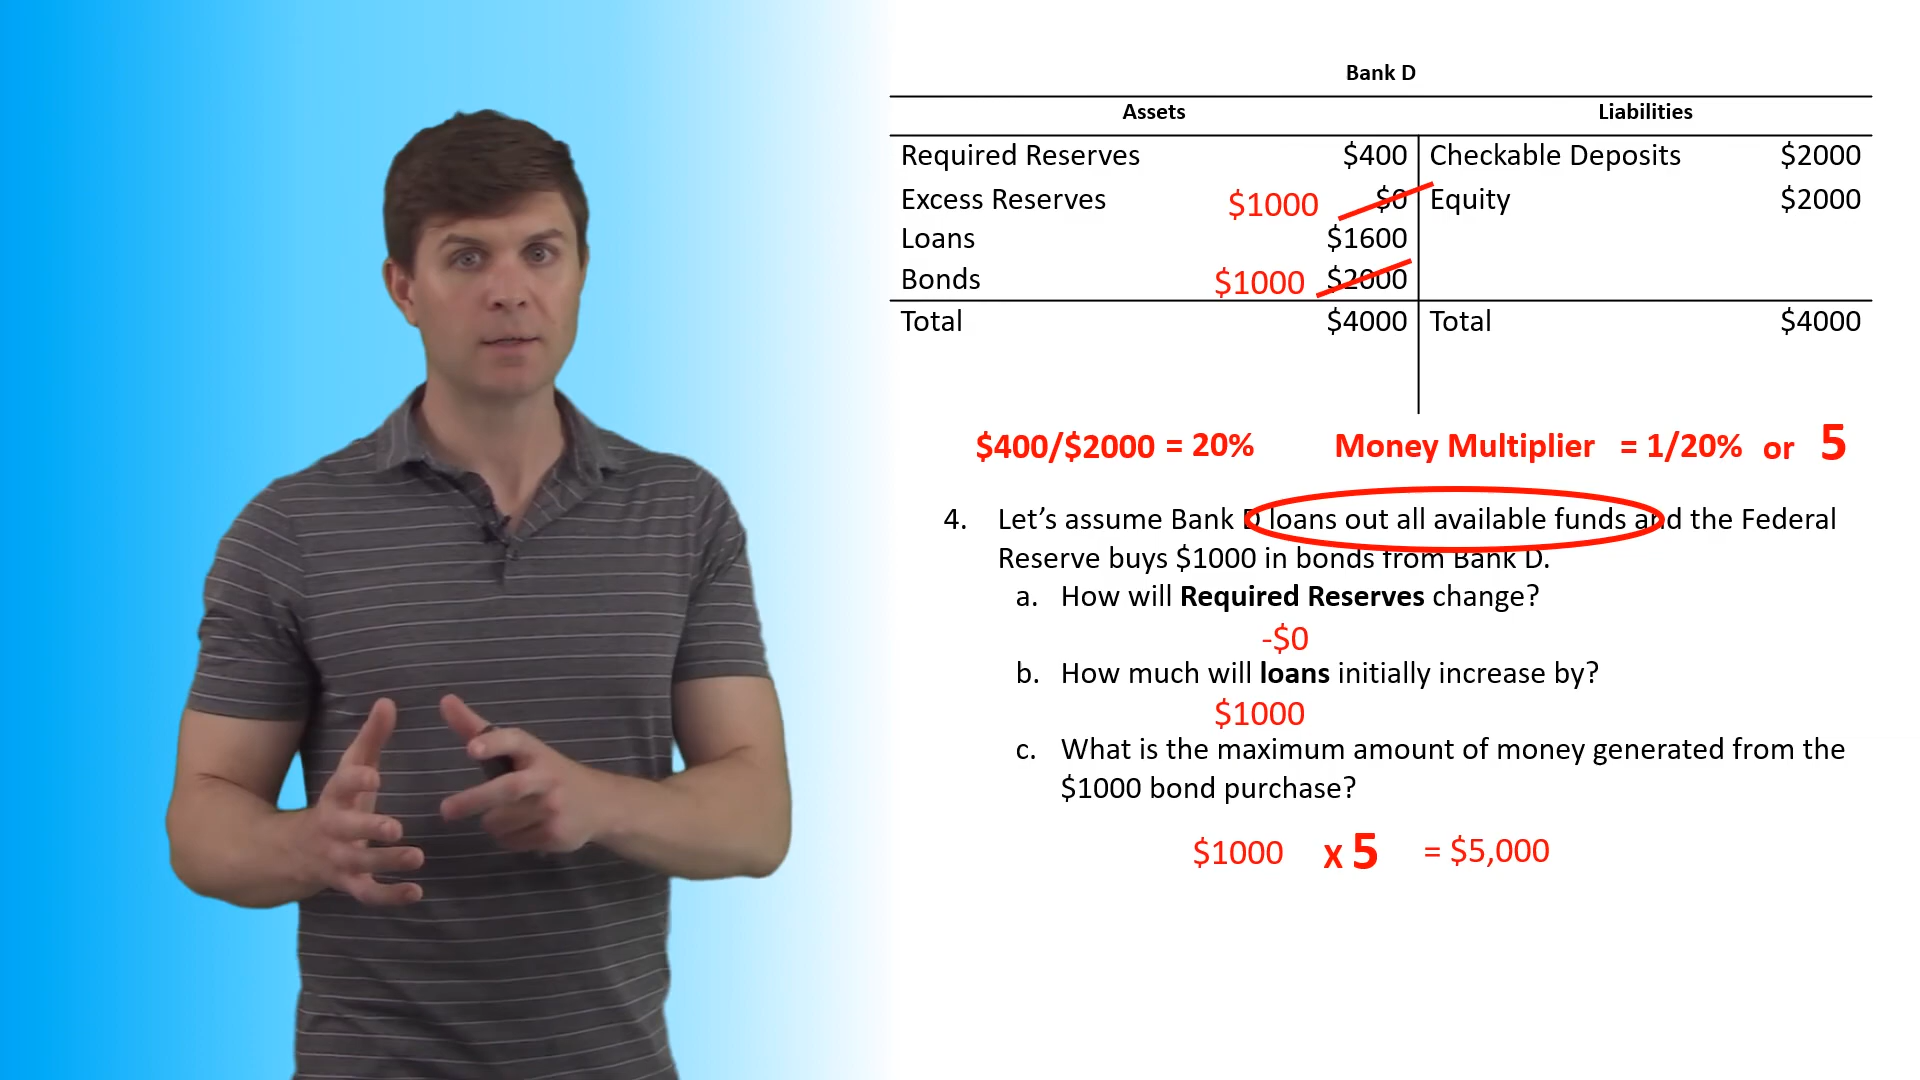 Bank D
Assets Liabilities
Required Reserves $400 Checkable Deposits $2000
Excess Reserves $1000 $0 Equity $2000
Loans $1600
Bonds $1000 $2000
Total $4000 Total $4000
$400/$2000 = 20% Money Multiplier = 1/20% or 5
4. Let’s assume Bank D loans out all available funds and the Federal
Reserve buys $1000 in bonds from Bank D.
a. How will Required Reserves change?
-$0
b. How much will loans initially increase by?
$1000
c. What is the maximum amount of money generated from the
$1000 bond purchase?
$1000 x 5 = $5,000